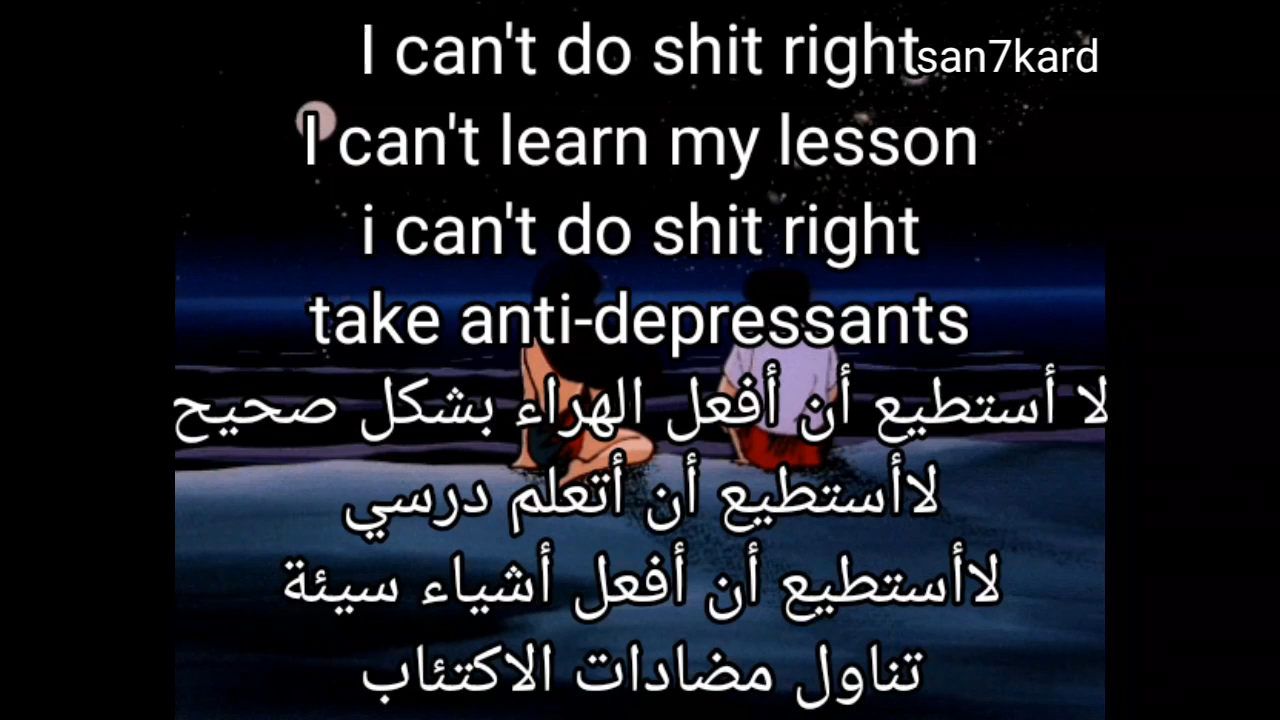 I can't do shit right
san7kard
I can't learn my lesson
i can't do shit right
take anti-depressants
لا أستطيع أن أفعل الهراء بشكل صحيح
لاأستطيع أن أتعلم درسي
لاأستطيع أن أفعل أشياء سيئة
تناول مضادات الاكتئاب